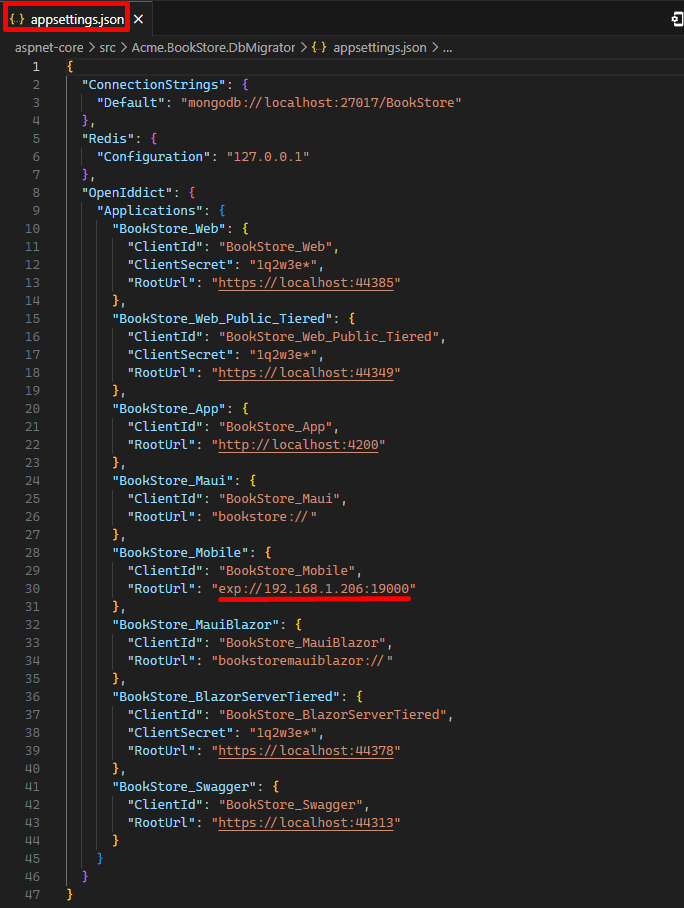 {..} appsettings.json ×
aspnet-core > src > Acme.BookStore.DbMigrator > {..} appsettings.json > ...
1 {
2 "ConnectionStrings": {
3 "Default": "mongodb://localhost:27017/BookStore"
4 },
5 "Redis": {
6 "Configuration": "127.0.0.1"
7 },
8 "OpenIddict": {
9 "Applications": {
10 "BookStore_Web": {
11 "ClientId": "BookStore_Web",
12 "ClientSecret": "1q2w3e*",
13 "RootUrl": "https://localhost:44385"
14 },
15 "BookStore_Web_Public_Tiered": {
16 "ClientId": "BookStore_Web_Public_Tiered",
17 "ClientSecret": "1q2w3e*",
18 "RootUrl": "https://localhost:44349"
19 },
20 "BookStore_App": {
21 "ClientId": "BookStore_App",
22 "RootUrl": "http://localhost:4200"
23 },
24 "BookStore_Maui": {
25 "ClientId": "BookStore_Maui",
26 "RootUrl": "bookstore://"
27 },
28 "BookStore_Mobile": {
29 "ClientId": "BookStore_Mobile",
30 "RootUrl": "exp://192.168.1.206:19000"
31 },
32 "BookStore_MauiBlazor": {
33 "ClientId": "BookStore_MauiBlazor",
34 "RootUrl": "bookstoremauiblazor://"
35 },
36 "BookStore_BlazorServerTiered": {
37 "ClientId": "BookStore_BlazorServerTiered",
38 "ClientSecret": "1q2w3e*",
39 "RootUrl": "https://localhost:44378"
40 },
41 "BookStore_Swagger": {
42 "ClientId": "BookStore_Swagger",
43 "RootUrl": "https://localhost:44313"
44 }
45 }
46 }
47 }